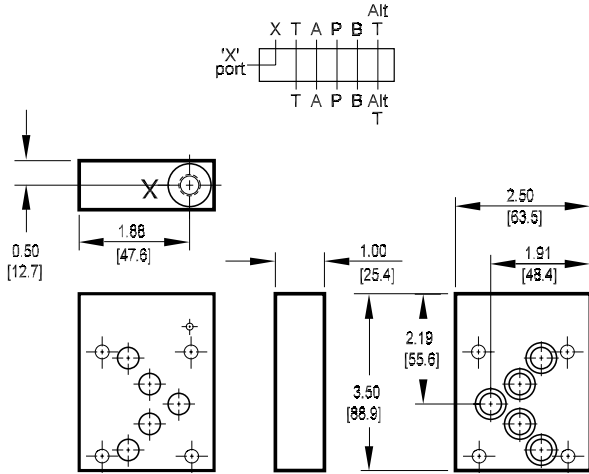 Alt
X T A P B T
'X'
port
T A P B Alt
T
X
0.50
[12.7]
1.88
[47.6]
1.00
[25.4]
2.50
[63.5]
1.91
[48.4]
2.19
[55.6]
3.50
[88.9]